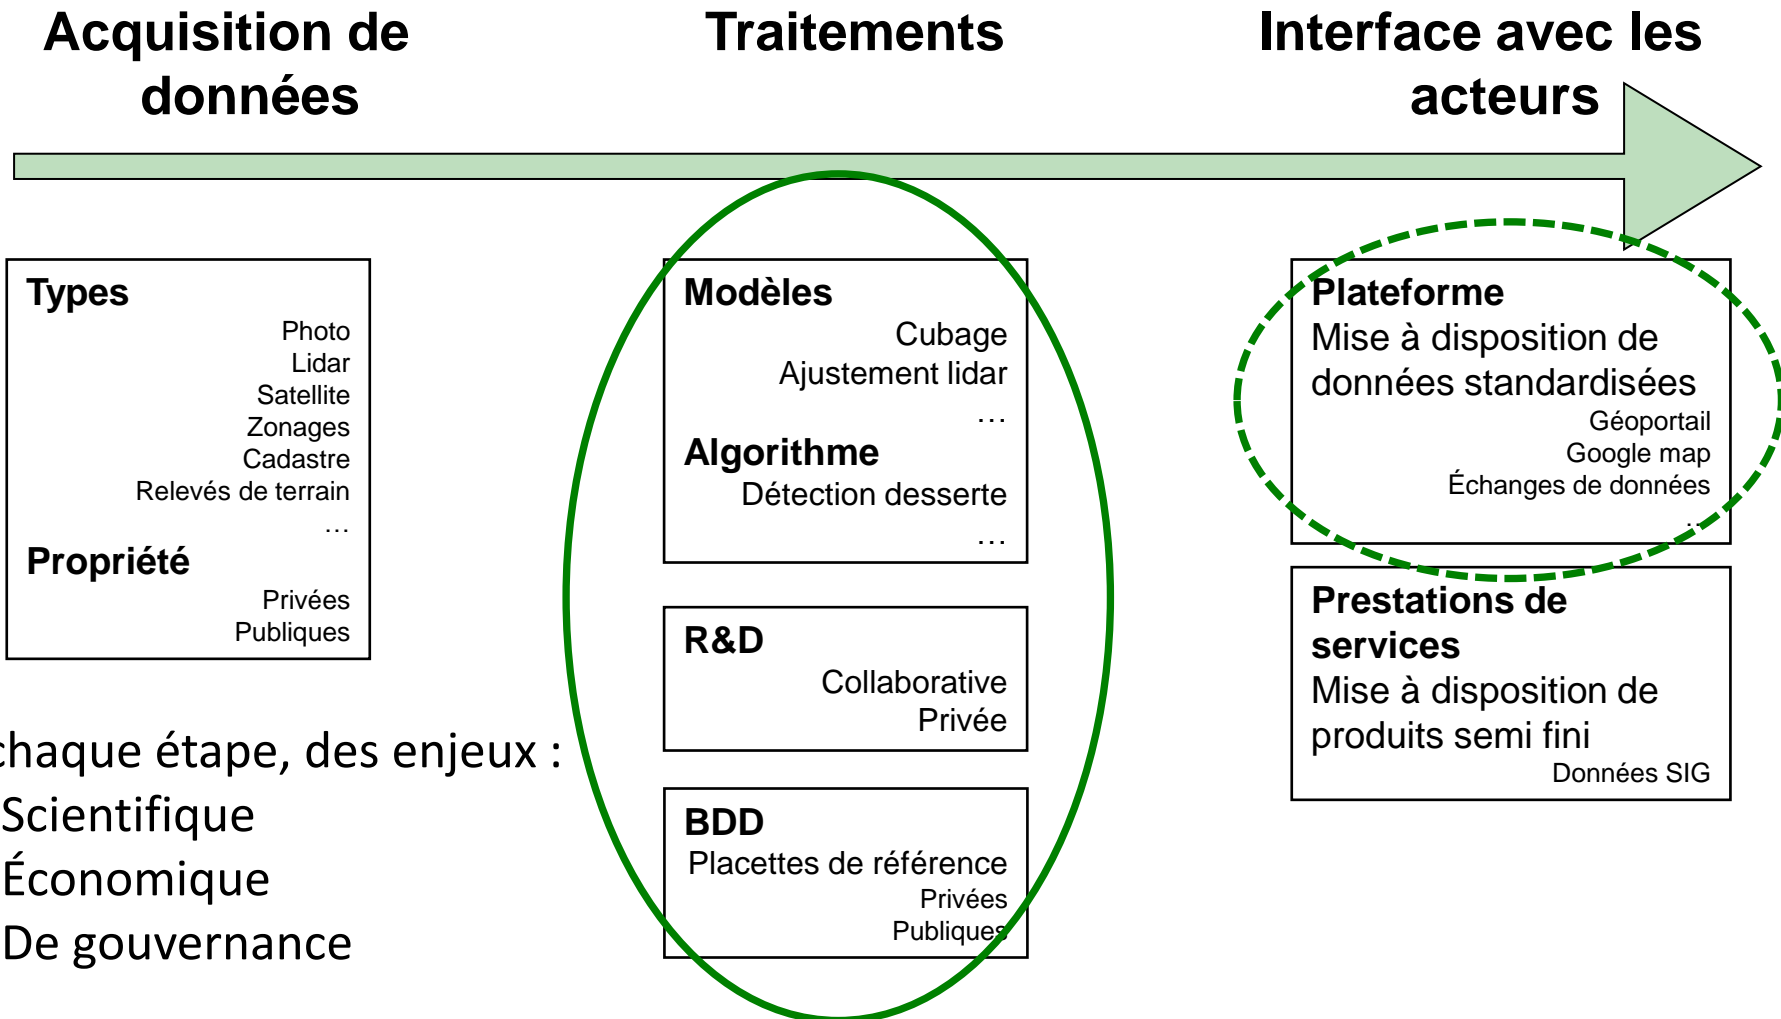 Acquisition de
données
Traitements
Interface avec les
acteurs
Types
Photo
Lidar
Satellite
Zonages
Cadastre
Relevés de terrain
…
Propriété
Privées
Publiques
chaque étape, des enjeux :
Scientifique
Économique
De gouvernance
Modèles
Cubage
Ajustement lidar
…
Algorithme
Détection desserte
…
R&D
Collaborative
Privée
BDD
Placettes de référence
Privées
Publiques
Plateforme
Mise à disposition de
données standardisées
Géoportail
Google map
Échanges de données
…
Prestations de
services
Mise à disposition de
produits semi fini
Données SIG